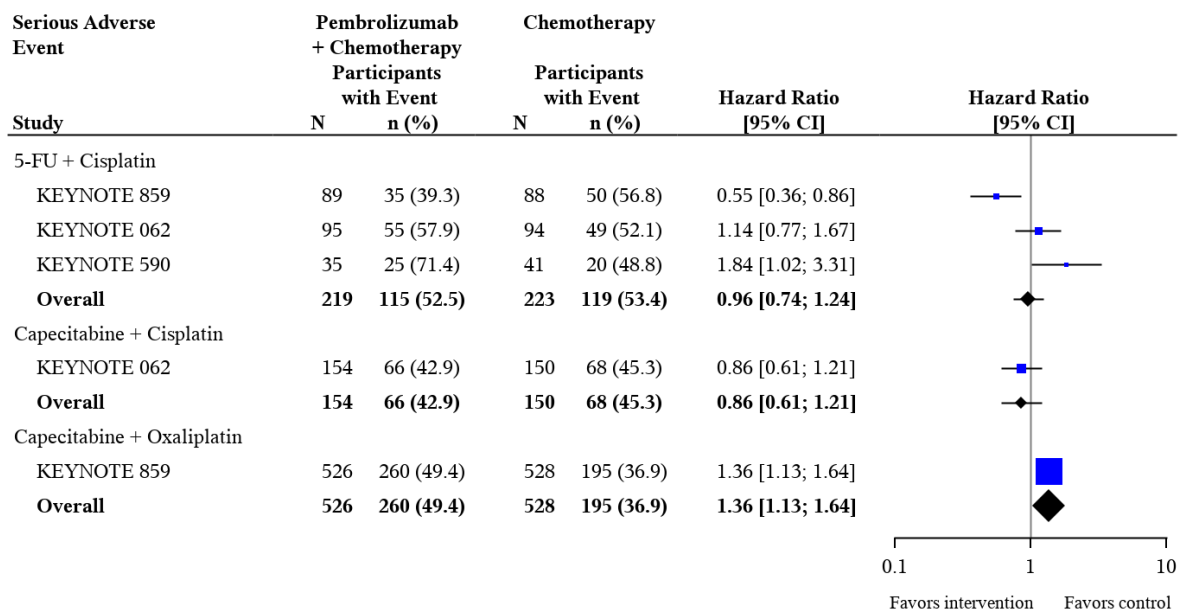 Serious Adverse Pembrolizumab Chemotherapy
Event + Chemotherapy
Participants Participants
with Event with Event Hazard Ratio Hazard Ratio
Study N n (%) N n (%) [95% CI] [95% CI]
5-FU + Cisplatin
KEYNOTE 859 89 35 (39.3) 88 50 (56.8) 0.55 [0.36; 0.86]
KEYNOTE 062 95 55 (57.9) 94 49 (52.1) 1.14 [0.77; 1.67]
KEYNOTE 590 35 25 (71.4) 41 20 (48.8) 1.84 [1.02; 3.31]
Overall 219 115 (52.5) 223 119 (53.4) 0.96 [0.74; 1.24]
Capecitabine + Cisplatin
KEYNOTE 062 154 66 (42.9) 150 68 (45.3) 0.86 [0.61; 1.21]
Overall 154 66 (42.9) 150 68 (45.3) 0.86 [0.61; 1.21]
Capecitabine + Oxaliplatin
KEYNOTE 859 526 260 (49.4) 528 195 (36.9) 1.36 [1.13; 1.64]
Overall 526 260 (49.4) 528 195 (36.9) 1.36 [1.13; 1.64]
0.1 1 10
Favors intervention Favors control